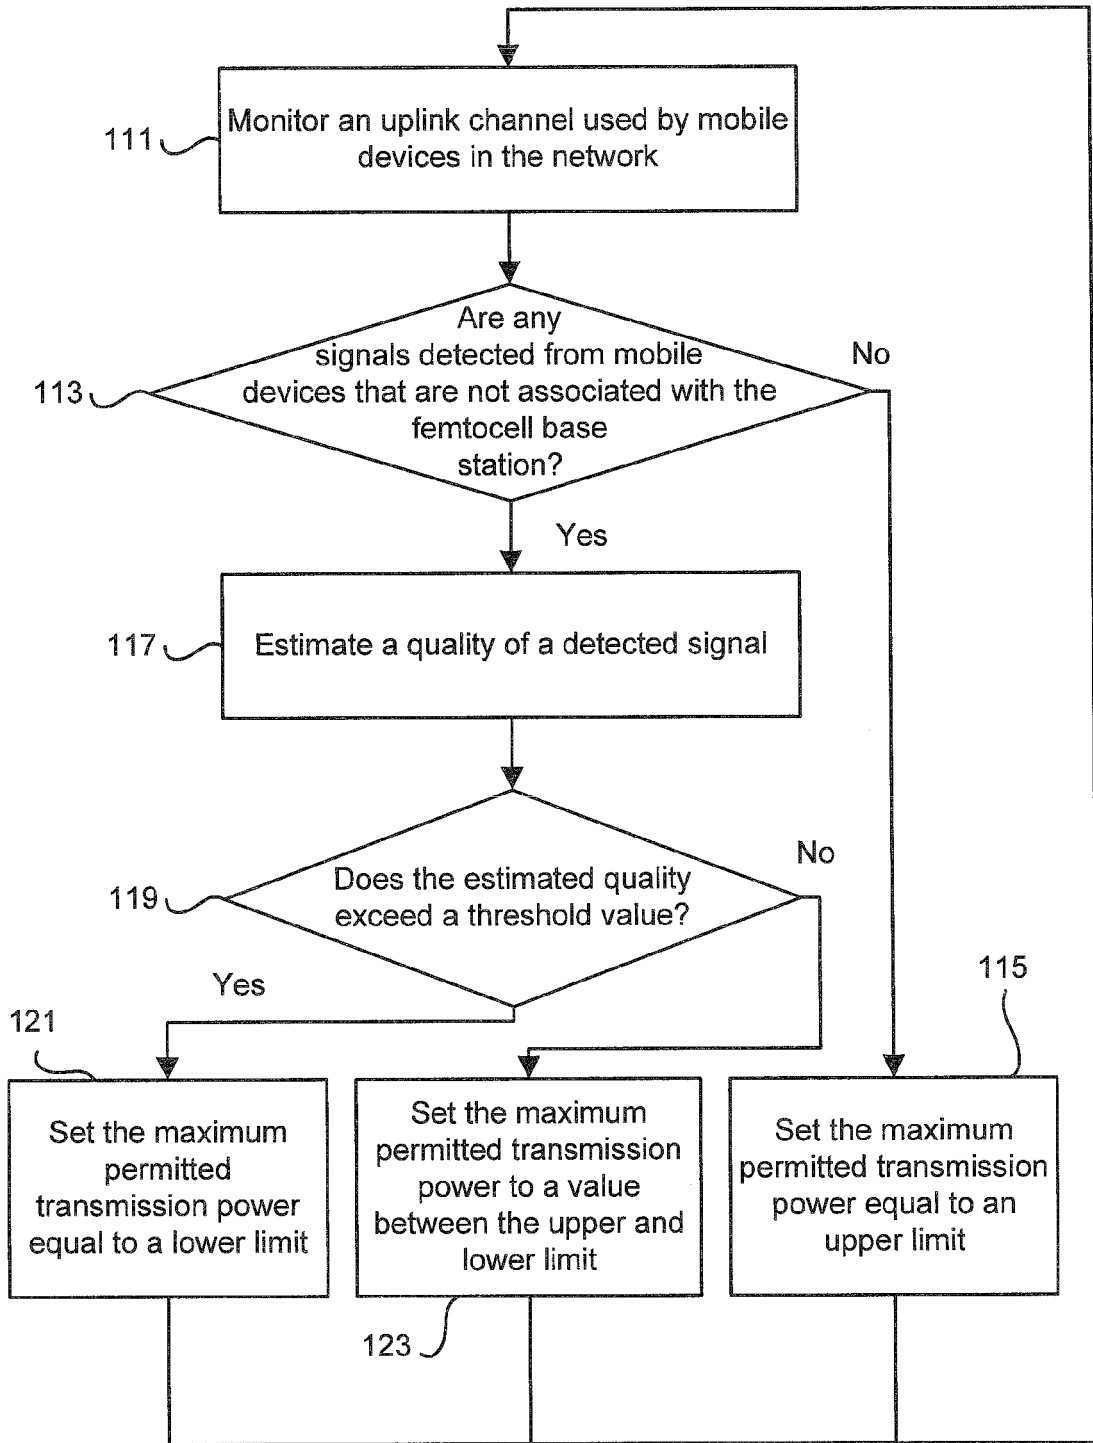 111
Monitor an uplink channel used by mobile
devices in the network
113
Are any
signals detected from mobile
devices that are not associated with the
femtocell base
station?
No
Yes
117
Estimate a quality of a detected signal
119
Does the estimated quality
exceed a threshold value?
No
Yes
121
Set the maximum
permitted
transmission power
equal to a lower limit
Set the maximum
permitted transmission
power to a value
between the upper and
lower limit
123
115
Set the maximum
permitted transmission
power equal to an
upper limit